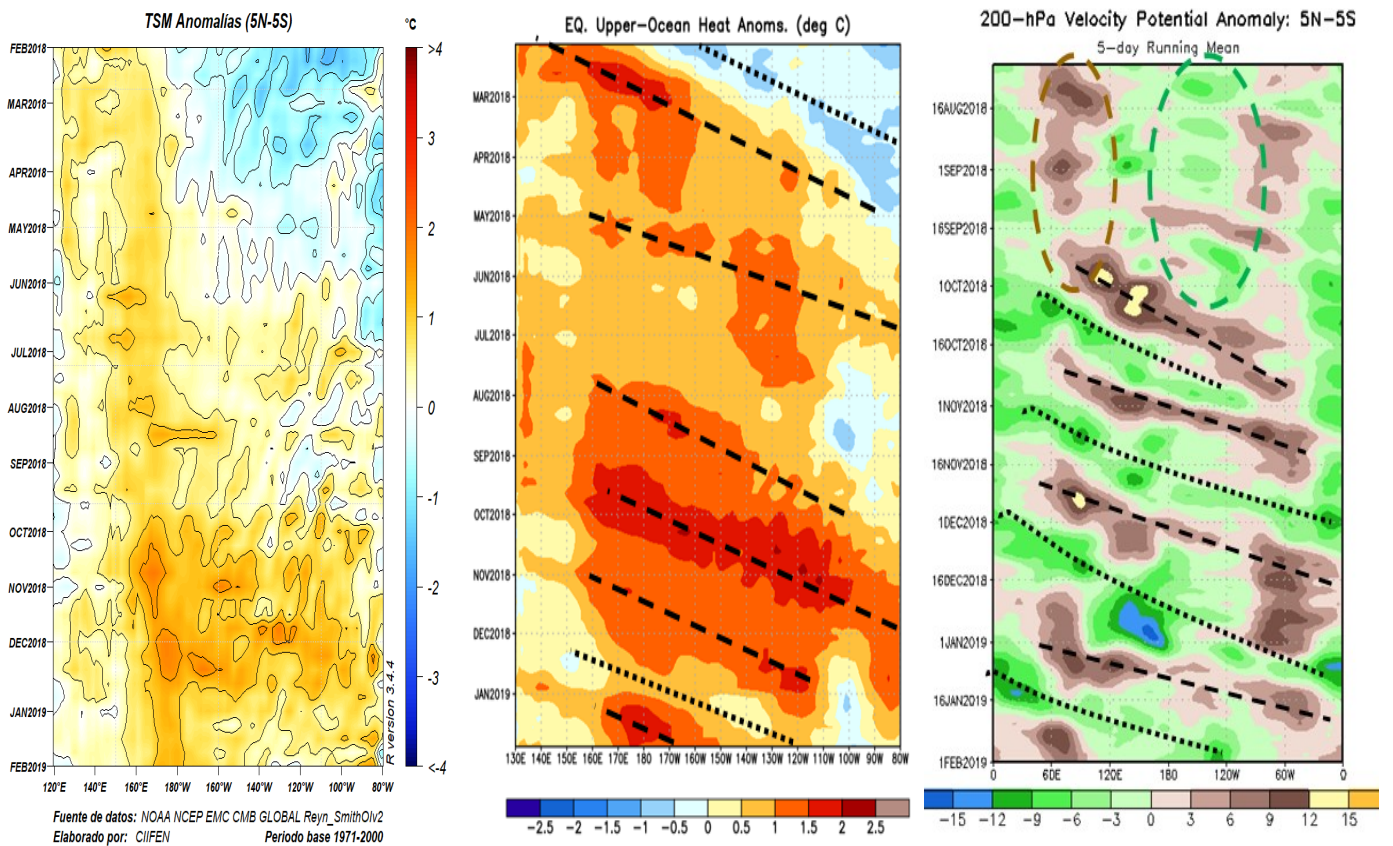 TSM Anomalías (5N-5S)
°C
FEB2018
MAR2018
APR2018
MAY2018
JUN2018
JUL2018
AUG2018
SEP2018
OCT2018
NOV2018
DEC2018
JAN2019
FEB2019
120°E 140°E 160°E 180°W 160°W 140°W 120°W 100°W 80°W
>4
3
2
1
0
-1
-2
-3
<-4
R version 3.4.4
Fuente de datos: NOAA NCEP EMC CMB GLOBAL Reyn_SmithOIv2
Elaborado por: CIIFEN Periodo base 1971-2000
EQ. Upper-Ocean Heat Anoms. (deg C)
MAR2018
APR2018
MAY2018
JUN2018
JUL2018
AUG2018
SEP2018
OCT2018
NOV2018
DEC2018
JAN2019
130E 140E 150E 160E 170E 180 170W 160W 150W 140W 130W 120W 110W 100W 90W 80W
-2.5 -2 -1.5 -1 -0.5 0 0.5 1 1.5 2 2.5
200-hPa Velocity Potential Anomaly: 5N-5S
5-day Running Mean
16AUG2018
1SEP2018
16SEP2018
1OCT2018
16OCT2018
1NOV2018
16NOV2018
1DEC2018
16DEC2018
1JAN2019
16JAN2019
1FEB2019
0 60E 120E 180 120W 60W 0
-15 -12 -9 -6 -3 0 3 6 9 12 15